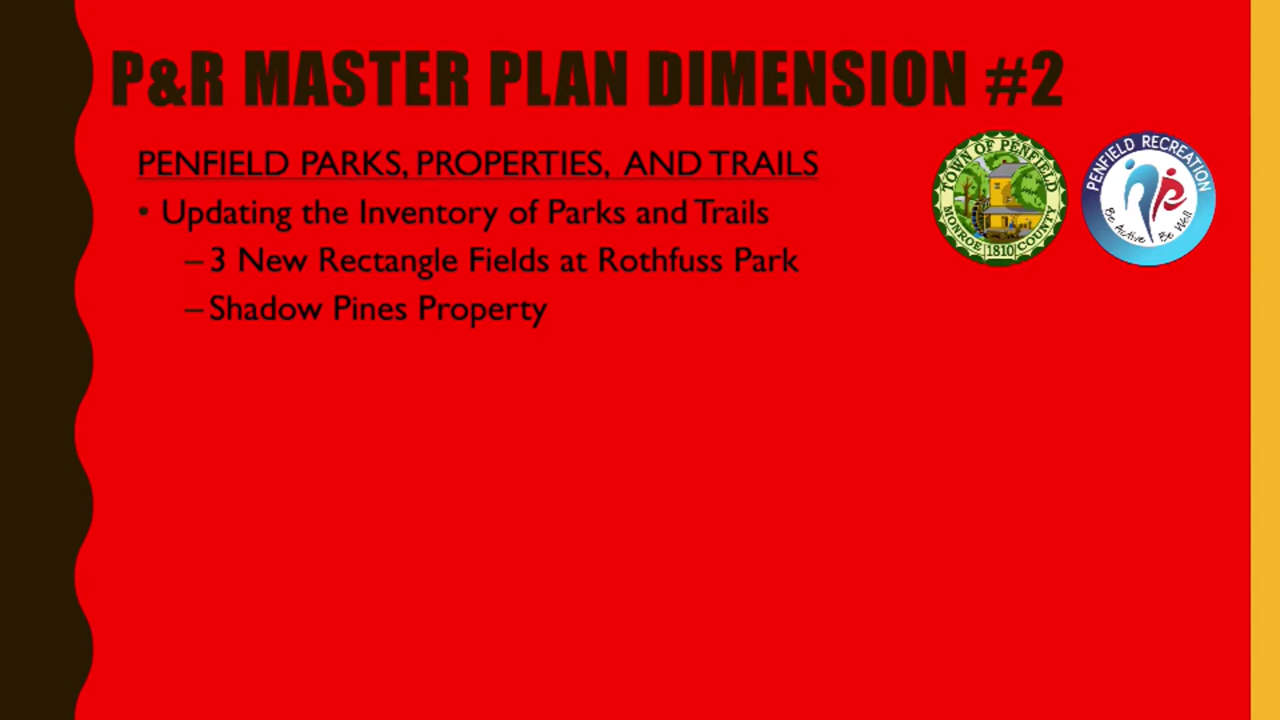 P&R MASTER PLAN DIMENSION #2
PENFIELD PARKS, PROPERTIES, AND TRAILS
• Updating the Inventory of Parks and Trails
– 3 New Rectangle Fields at Rothfuss Park
– Shadow Pines Property
TOWN OF PENFIELD
MONROE 1810 COUNTY
PENFIELD RECREATION
Be Active Be Well